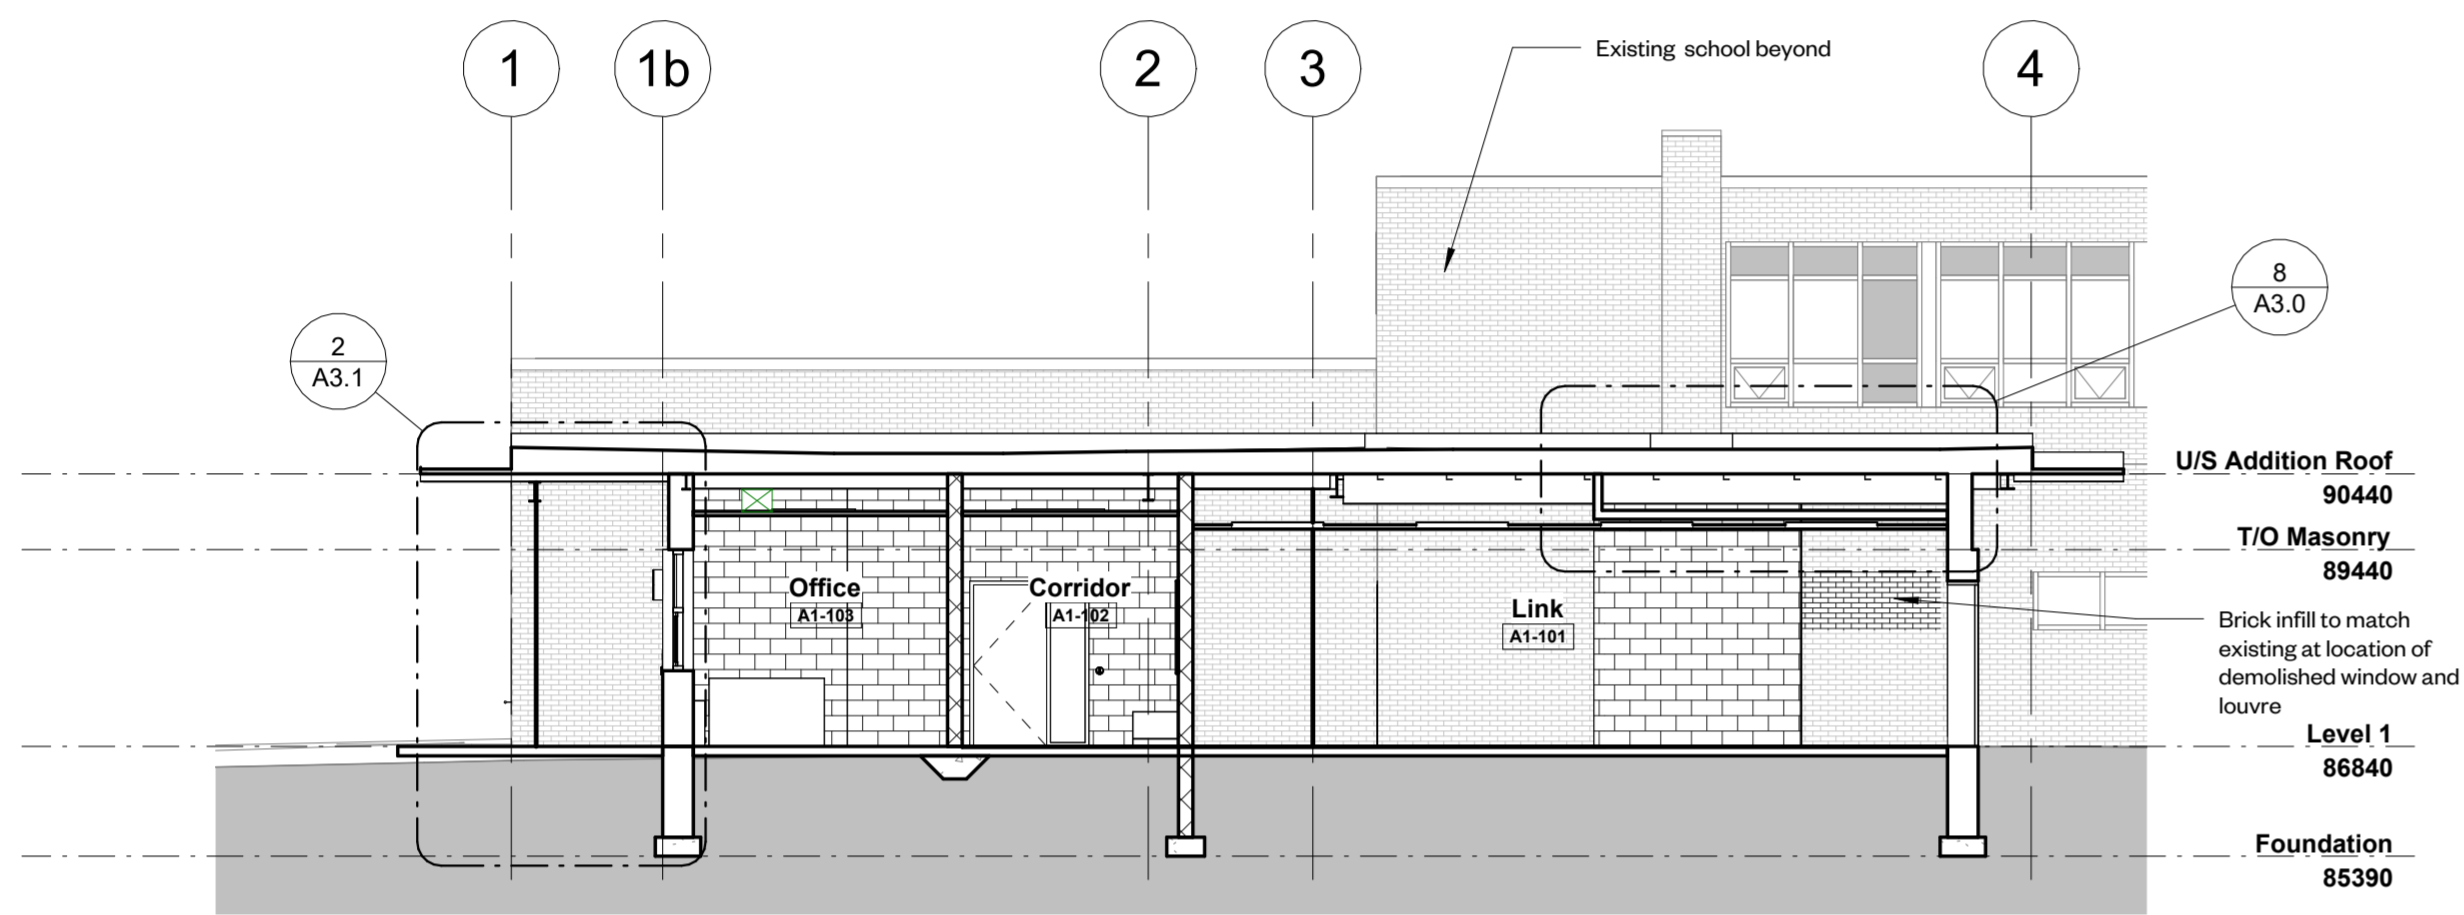 1
1b
2
3
4
Existing school beyond
8
A3.0
2
A3.1
U/S Addition Roof
90440
T/O Masonry
89440
Office
A1-103
Corridor
A1-102
Link
A1-101
Brick infill to match
existing at location of
demolished window and
louvre
Level 1
86840
Foundation
85390